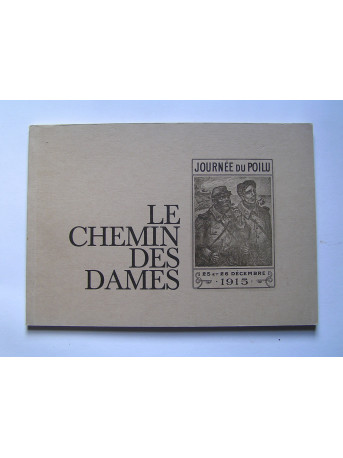 LE
CHEMIN
DES
DAMES
JOURNÉE DU POILU
25 ET 26 DÉCEMBRE
1915